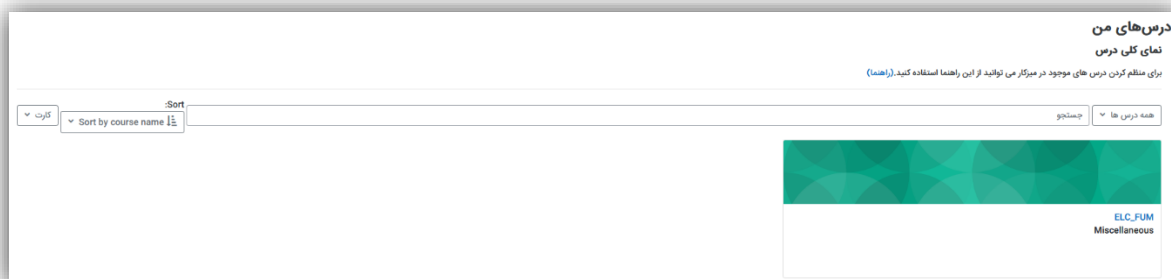 درس‌های من
نمای کلی درس
برای منظم کردن درس های موجود در میزکار می توانید از این راهنما استفاده کنید.(راهنما)
همه درس ها
جستجو
Sort:
Sort by course name
کارت
ELC_FUM
Miscellaneous